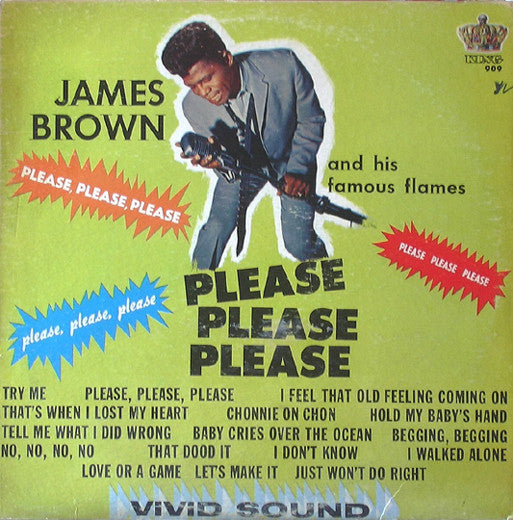 KING
909
JAMES
BROWN
and his
famous flames
PLEASE, PLEASE, PLEASE
PLEASE PLEASE PLEASE
please, please, please
PLEASE
PLEASE
PLEASE
TRY ME PLEASE, PLEASE, PLEASE I FEEL THAT OLD FEELING COMING ON
THAT'S WHEN I LOST MY HEART CHONNIE ON CHON HOLD MY BABY'S HAND
TELL ME WHAT I DID WRONG BABY CRIES OVER THE OCEAN BEGGING, BEGGING
NO, NO, NO, NO THAT DOOD IT I DON'T KNOW I WALKED ALONE
LOVE OR A GAME LET'S MAKE IT JUST WON'T DO RIGHT
VIVID SOUND